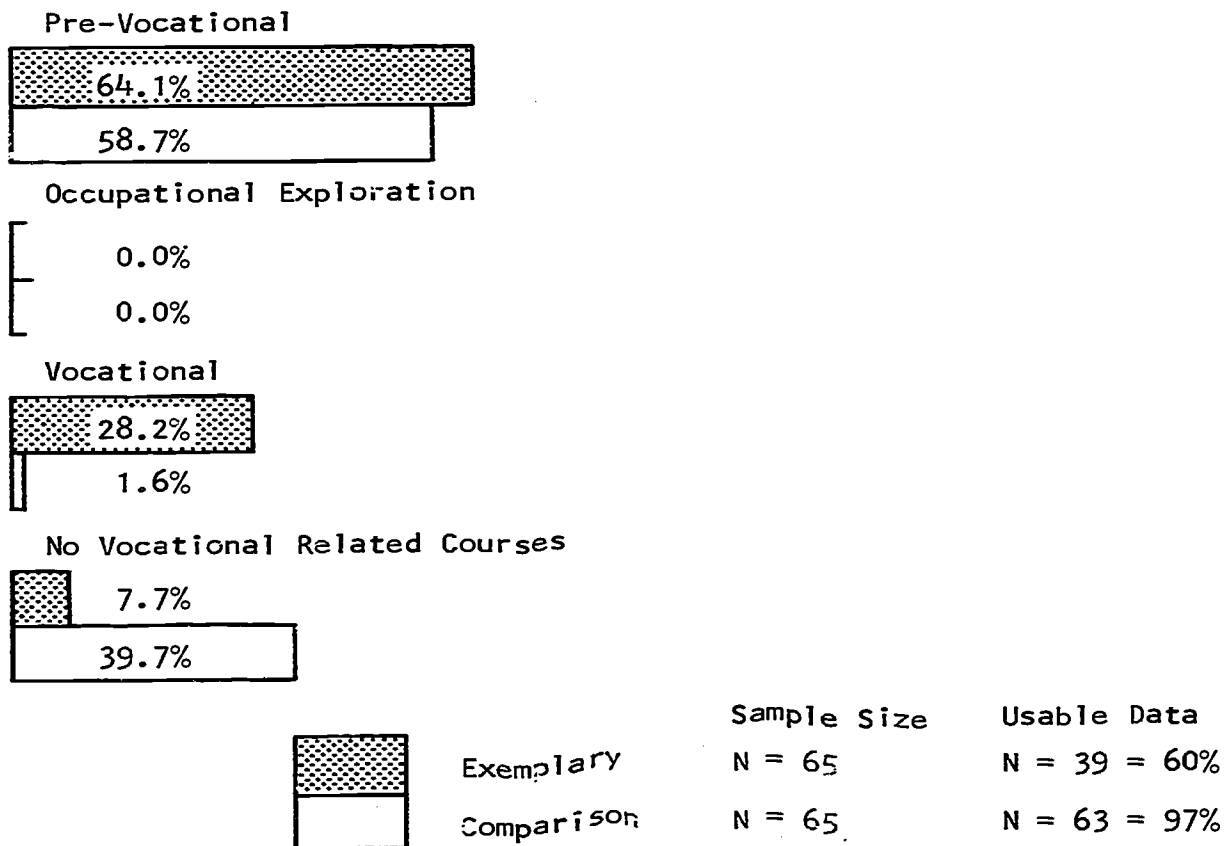 Pre-Vocational
64.1%
58.7%
Occupational Exploration
0.0%
0.0%
Vocational
28.2%
1.6%
No Vocational Related Courses
7.7%
39.7%
Sample Size Usable Data
Exemplary N = 65 N = 39 = 60%
Comparison N = 65 N = 63 = 97%